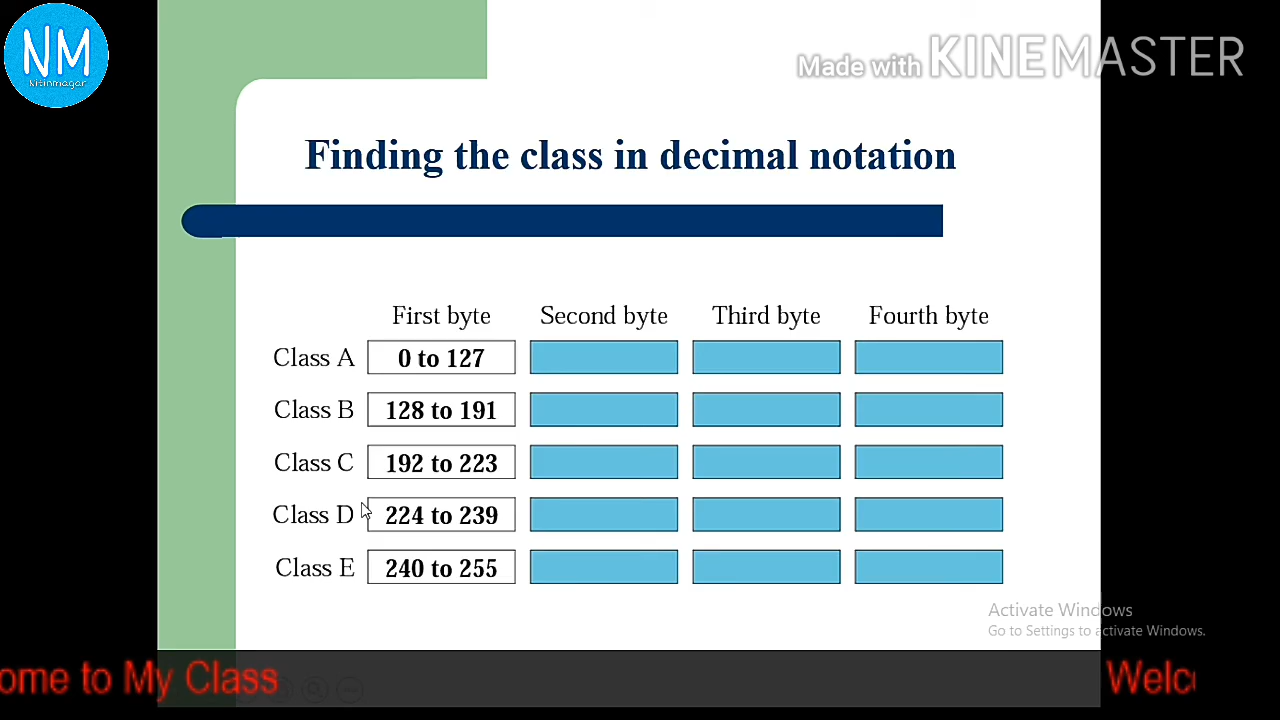 NM
Nitinmagar
Made with KINEMASTER
Finding the class in decimal notation
First byte Second byte Third byte Fourth byte
Class A 0 to 127
Class B 128 to 191
Class C 192 to 223
Class D 224 to 239
Class E 240 to 255
Activate Windows
Go to Settings to activate Windows.
ome to My Class Welc